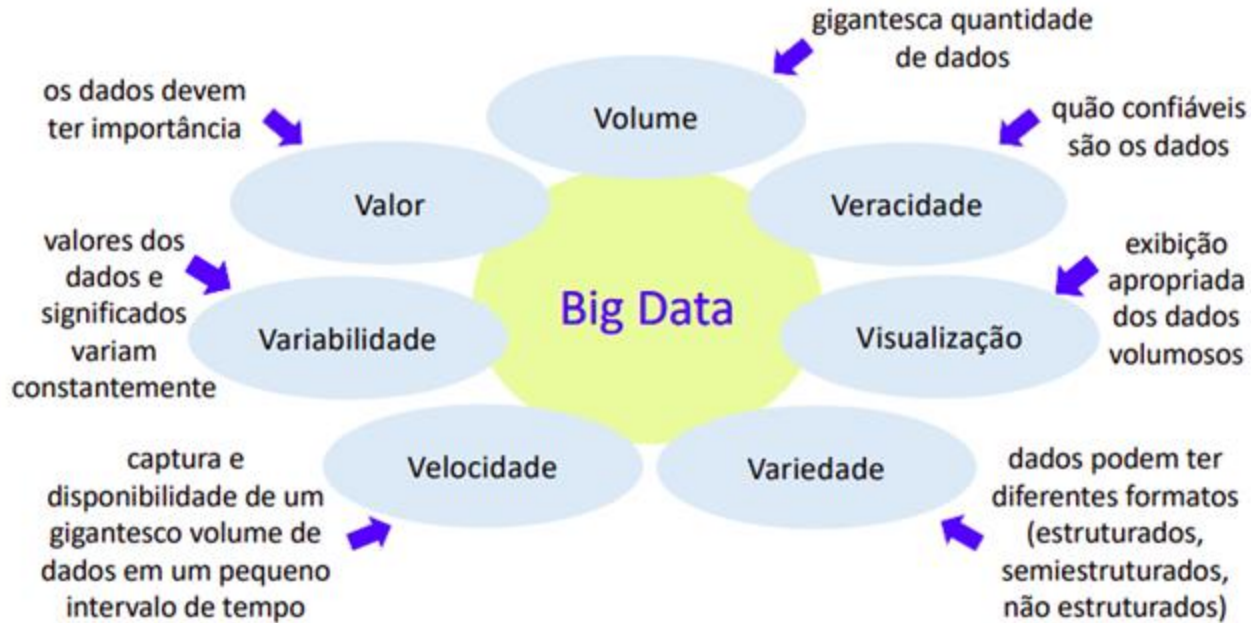 gigantesca quantidade
de dados
Volume
os dados devem
ter importância
Valor
quão confiáveis
são os dados
Veracidade
valores dos
dados e
significados
variam
constantemente
Variabilidade
Big Data
exibição
apropriada
dos dados
volumosos
Visualização
captura e
disponibilidade de um
gigantesco volume de
dados em um pequeno
intervalo de tempo
Velocidade
Variedade
dados podem ter
diferentes formatos
(estruturados,
semiestruturados,
não estruturados)